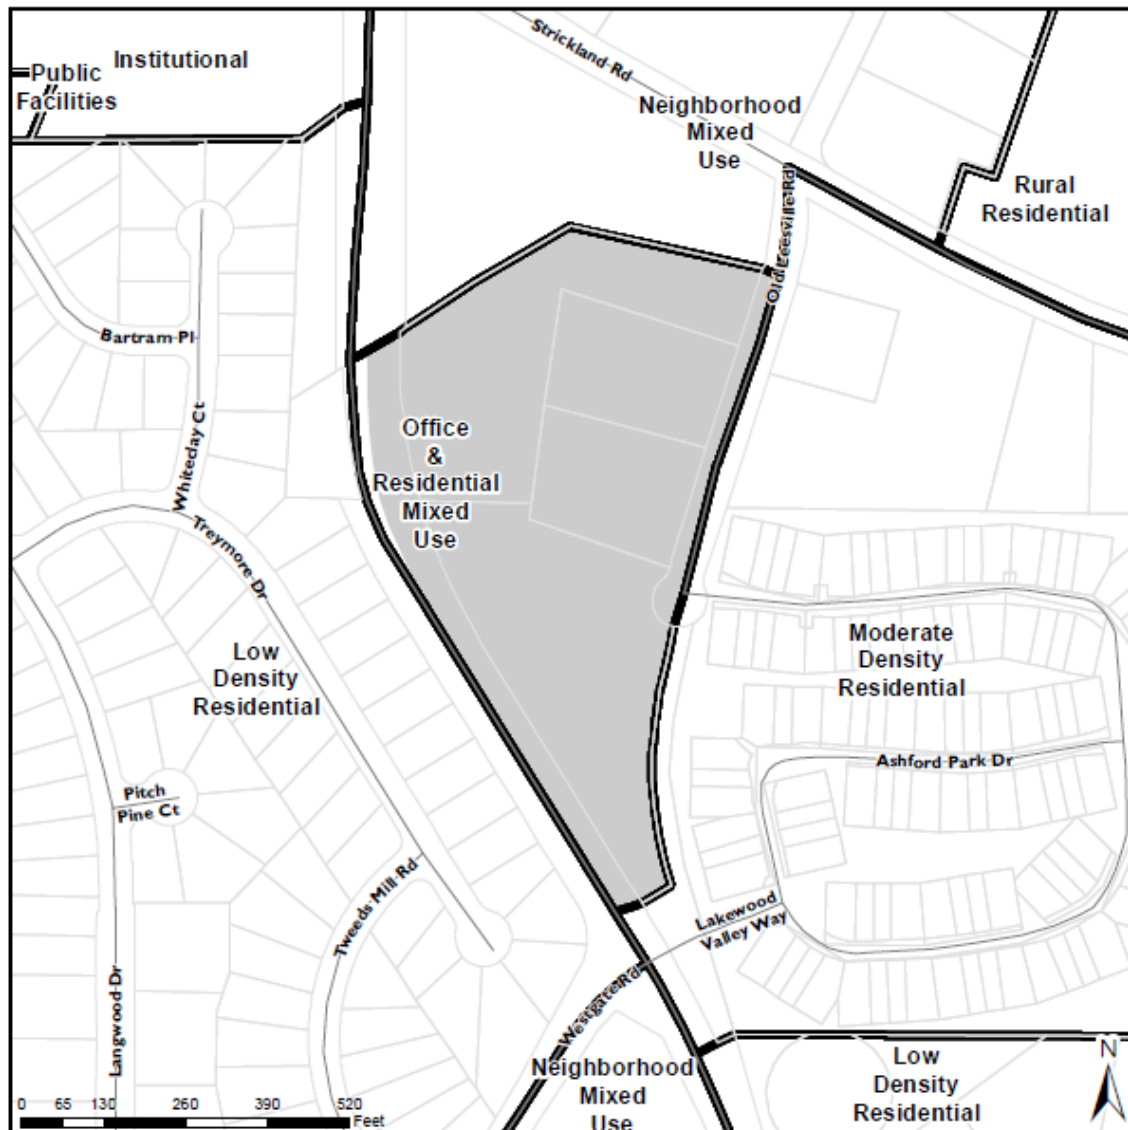 Institutional
Public
Facilities
Strickland Rd
Neighborhood
Mixed
Use
Rural
Residential
Old Leesville Rd
Bartram Pl
Whiteday Ct
Office
&
Residential
Mixed
Use
Treymore Dr
Low
Density
Residential
Moderate
Density
Residential
Ashford Park Dr
Pitch
Pine Ct
Tweeds Mill Rd
Lakewood
Valley Way
Langwood Dr
Westgate Rd
Neighborhood
Mixed
Use
Low
Density
Residential
N
0 65 130 260 390 520
Feet